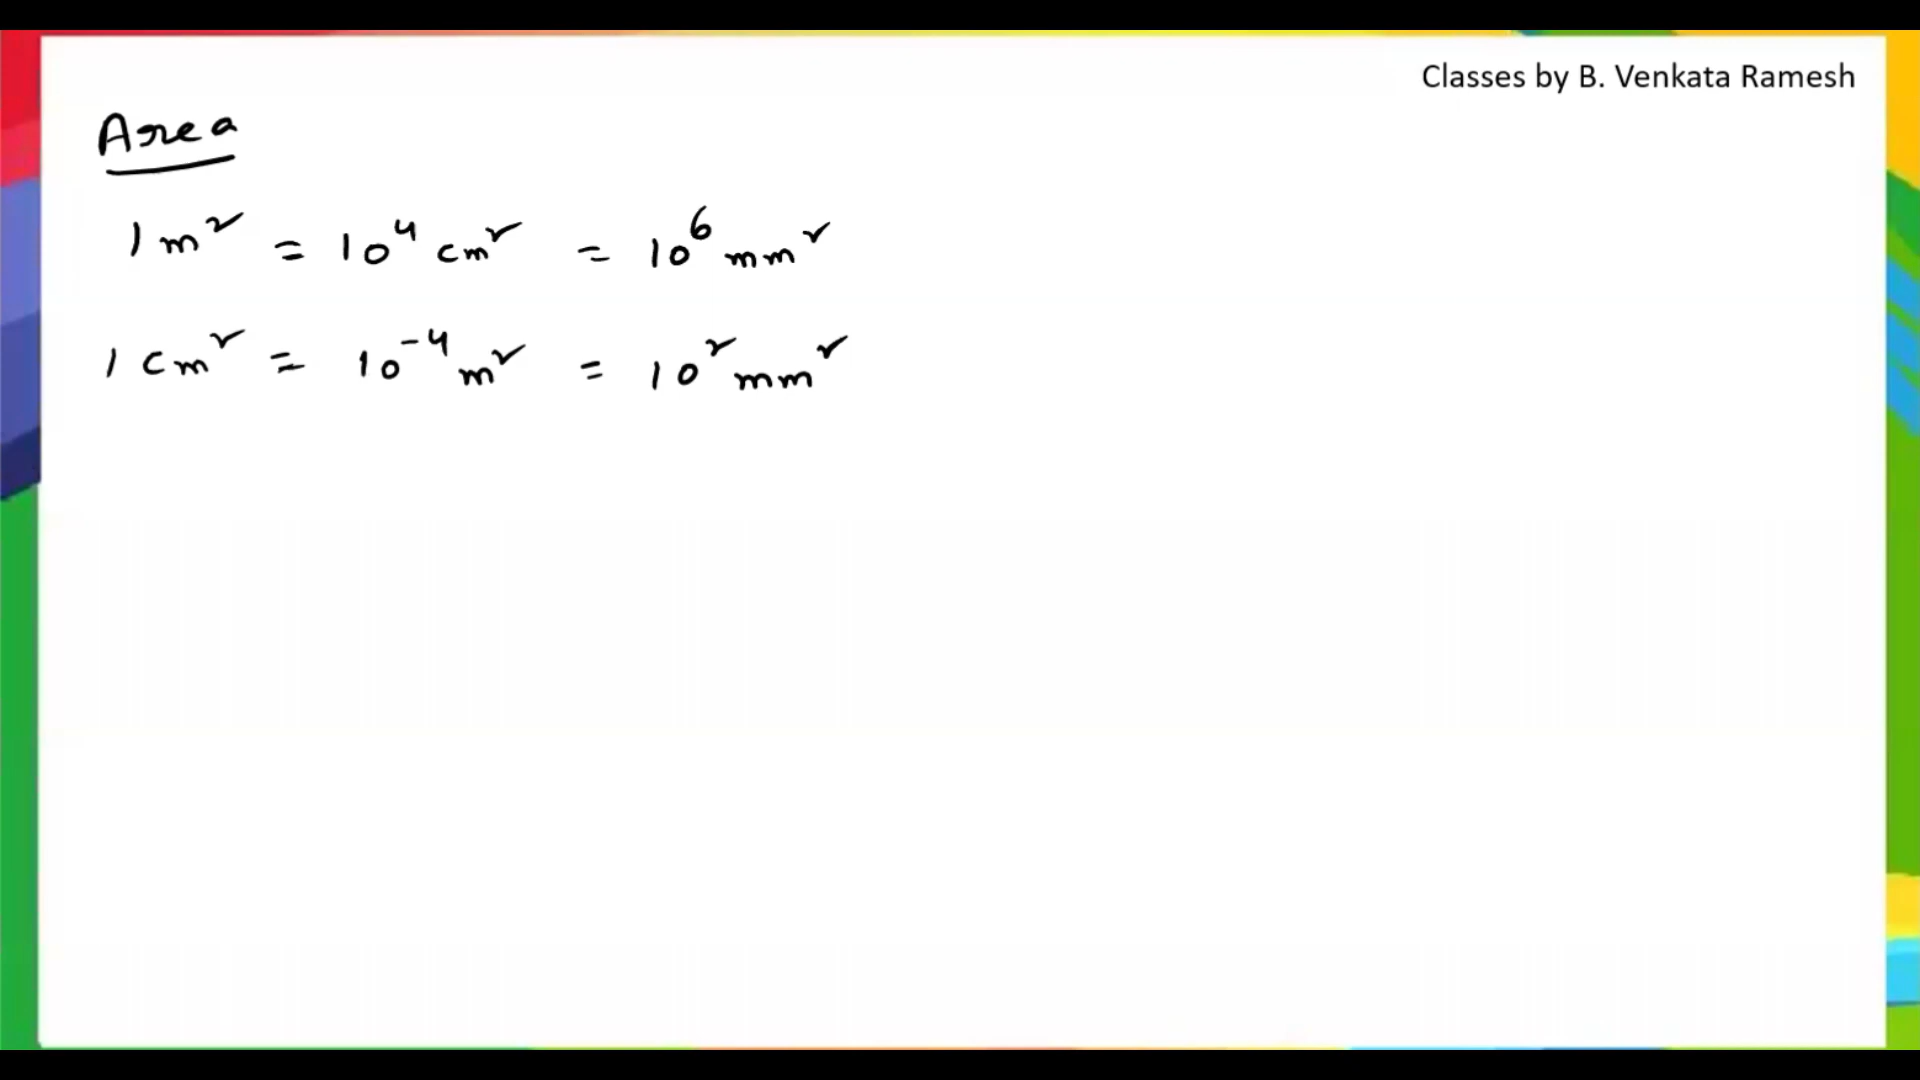 Classes by B. Venkata Ramesh
Area
1 m² = 10⁴ cm² = 10⁶ mm²
1 cm² = 10⁻⁴ m² = 10² mm²